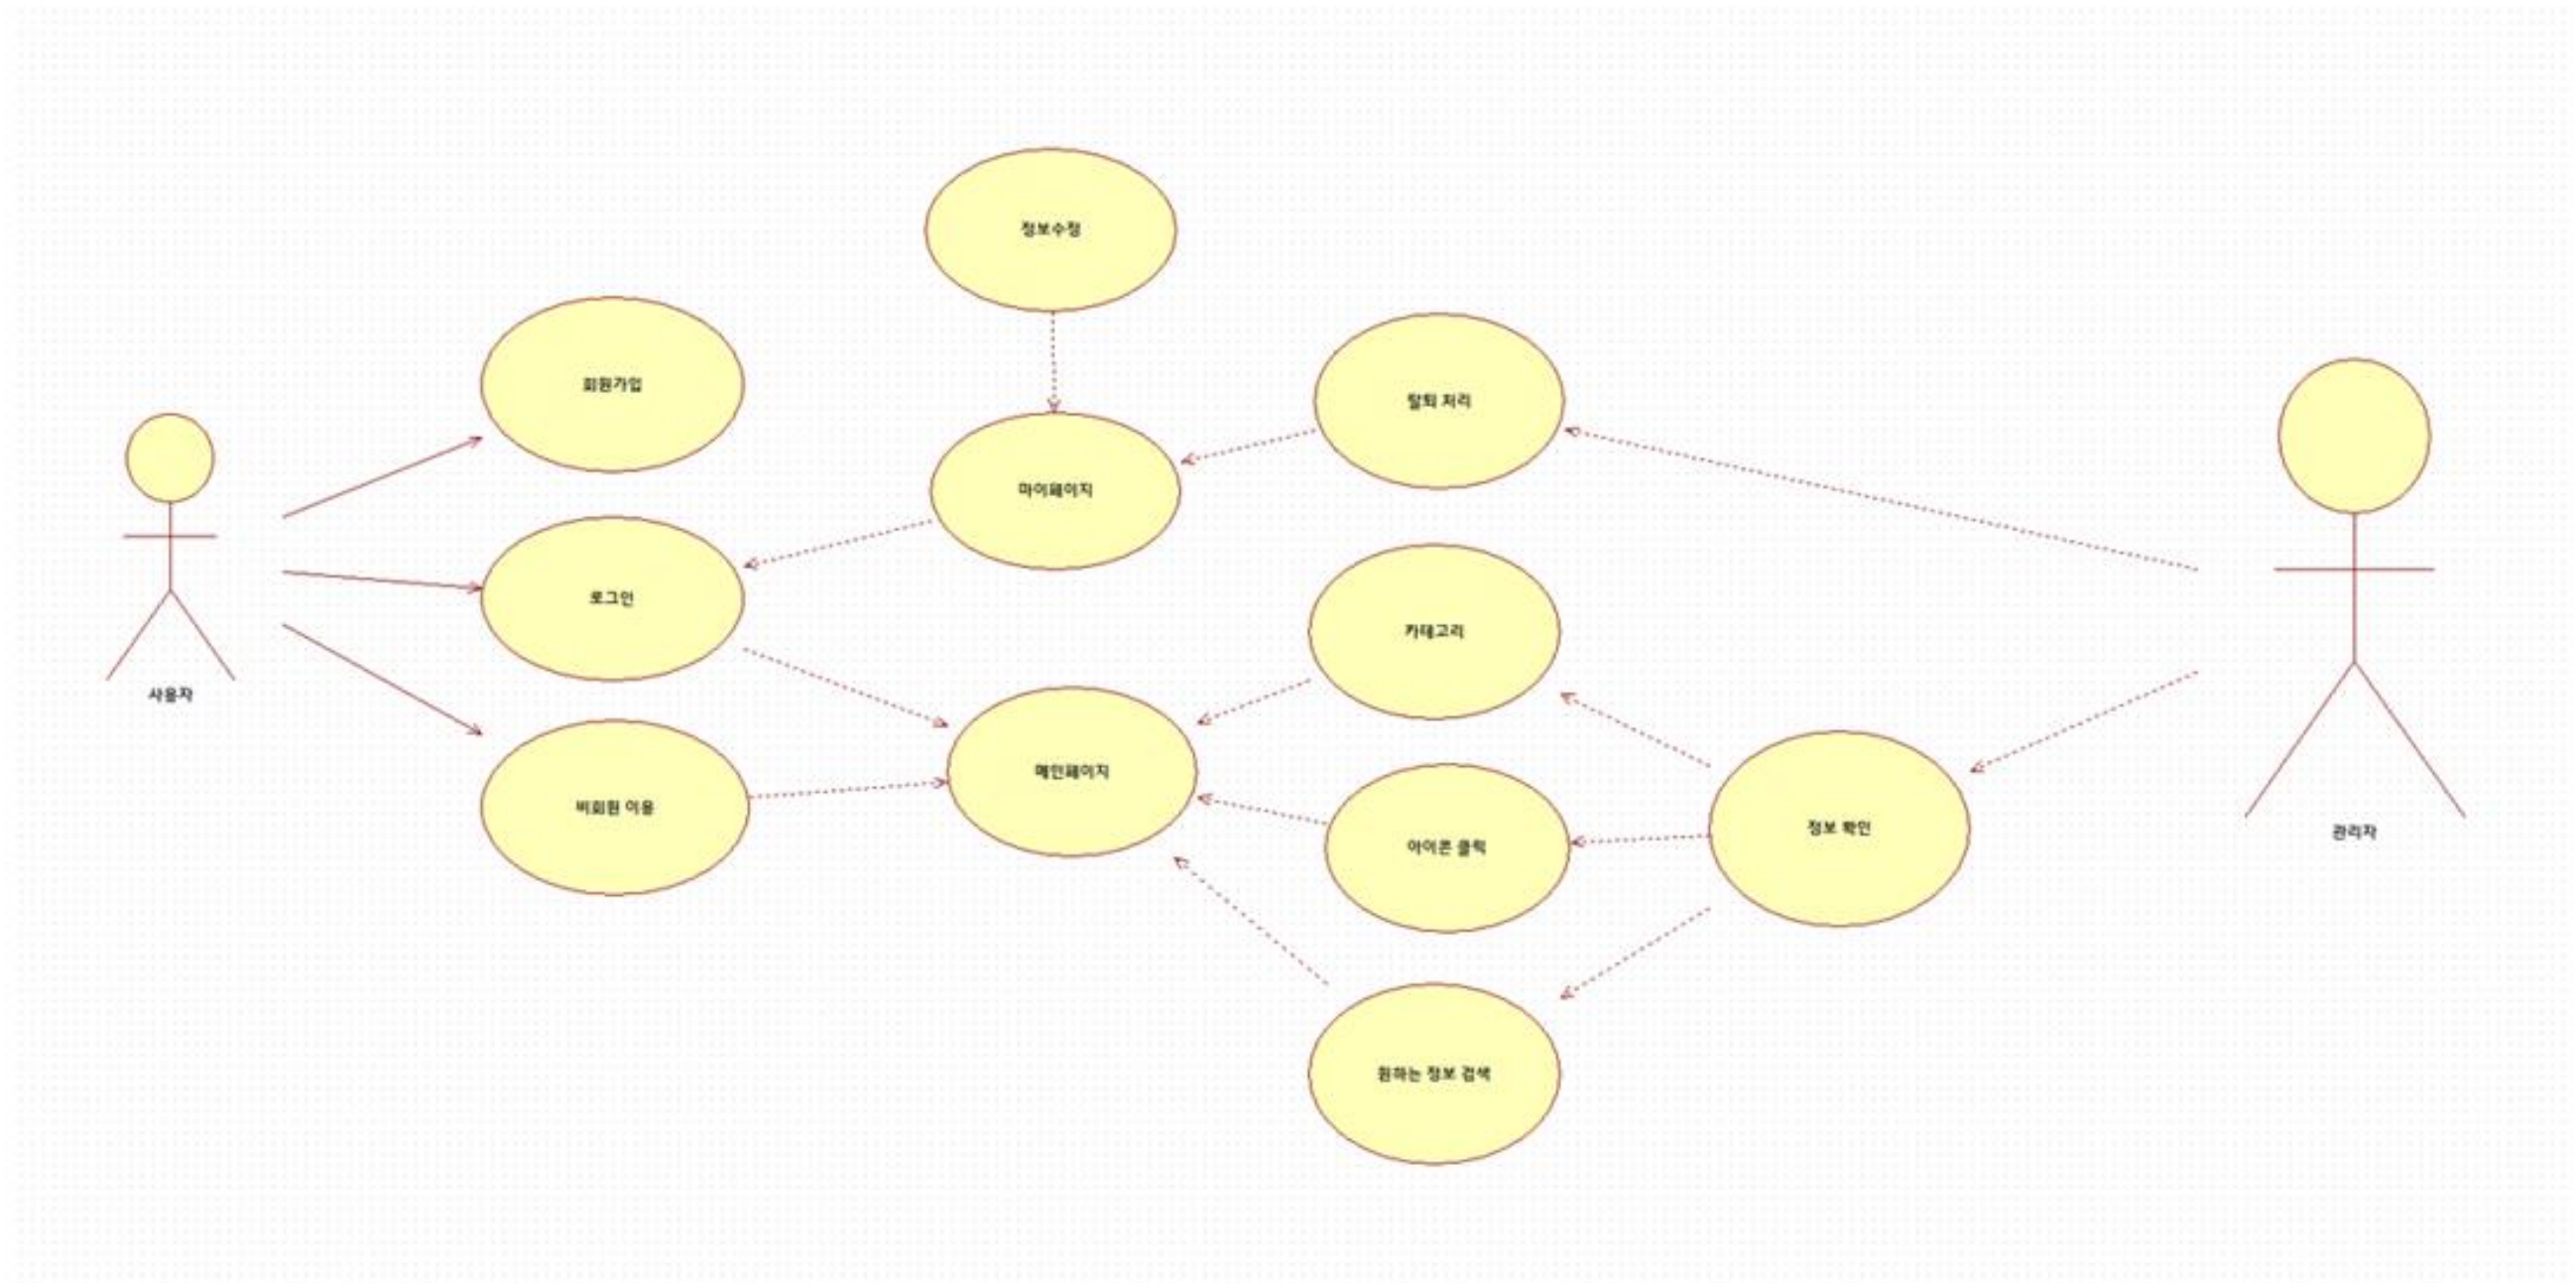 정보수정
회원가입
탈퇴 처리
마이페이지
로그인
카테고리
사용자
메인페이지
비회원 이용
아이콘 클릭
정보 확인
관리자
원하는 정보 검색